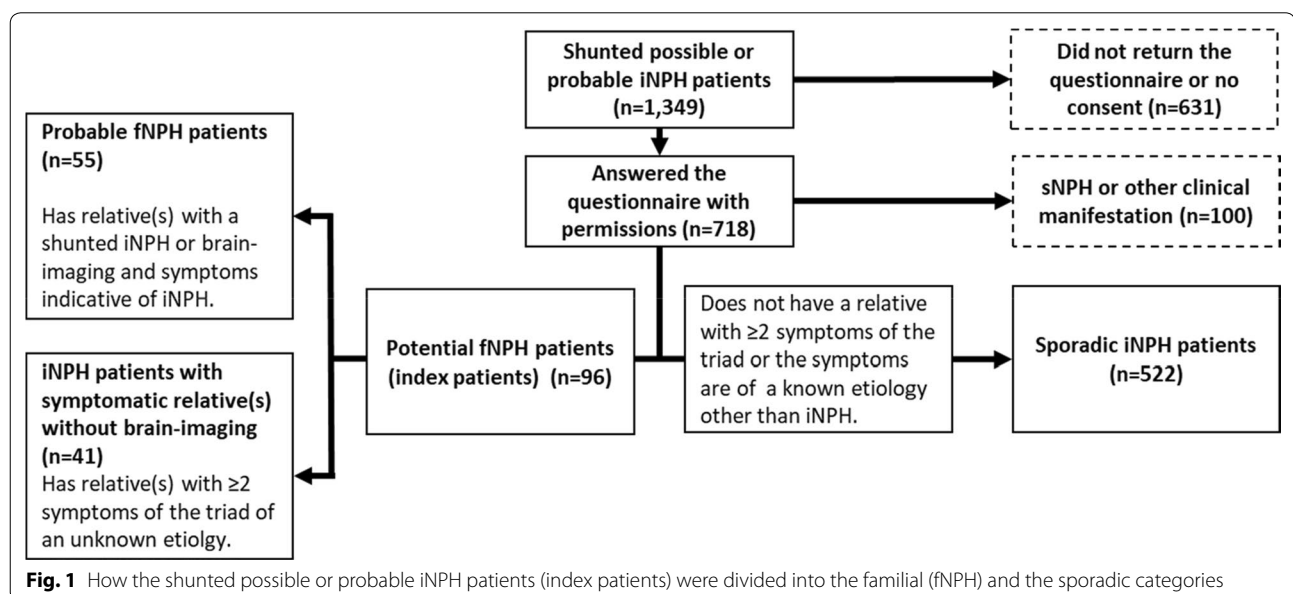 Shunted possible or
probable iNPH patients
(n=1,349)
Did not return the
questionnaire or no
consent (n=631)
Answered the
questionnaire with
permissions (n=718)
sNPH or other clinical
manifestation (n=100)
Probable fNPH patients
(n=55)
Has relative(s) with a
shunted iNPH or brain-
imaging and symptoms
indicative of iNPH.
iNPH patients with
symptomatic relative(s)
without brain-imaging
(n=41)
Has relative(s) with ≥2
symptoms of the triad of
an unknown etiolgy.
Potential fNPH patients
(index patients) (n=96)
Does not have a relative
with ≥2 symptoms of the
triad or the symptoms
are of a known etiology
other than iNPH.
Sporadic iNPH patients
(n=522)
Fig. 1 How the shunted possible or probable iNPH patients (index patients) were divided into the familial (fNPH) and the sporadic categories